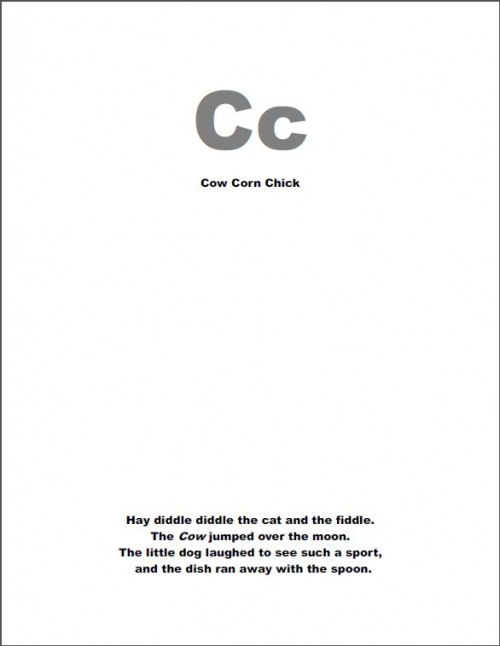 Cc
Cow Corn Chick
Hay diddle diddle the cat and the fiddle.
The Cow jumped over the moon.
The little dog laughed to see such a sport,
and the dish ran away with the spoon.